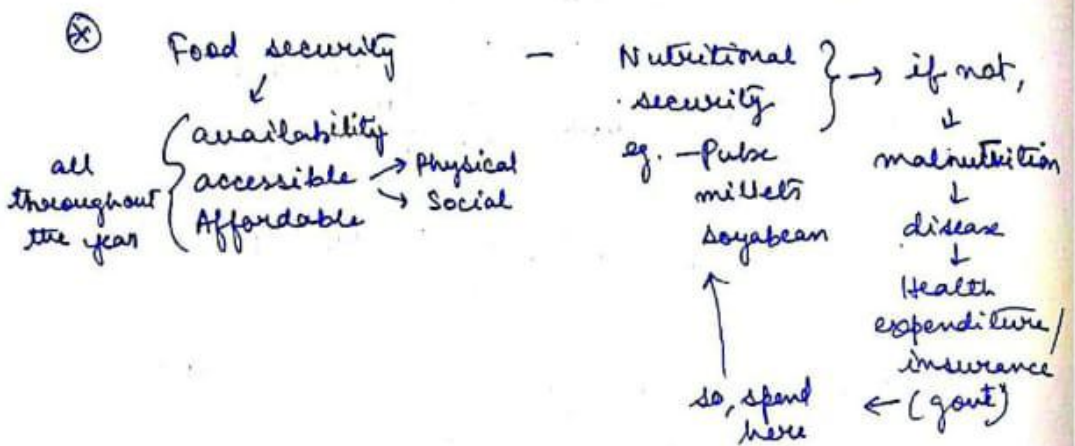 Food security - Nutritional security } → if not,
↓
all throughout the year { availability
accessible → Physical
→ Social
Affordable
eg. - Pulse
millets
soyabean
↓
malnutrition
↓
disease
↓
Health
expenditure/
insurance
(govt)
← so, spend
here